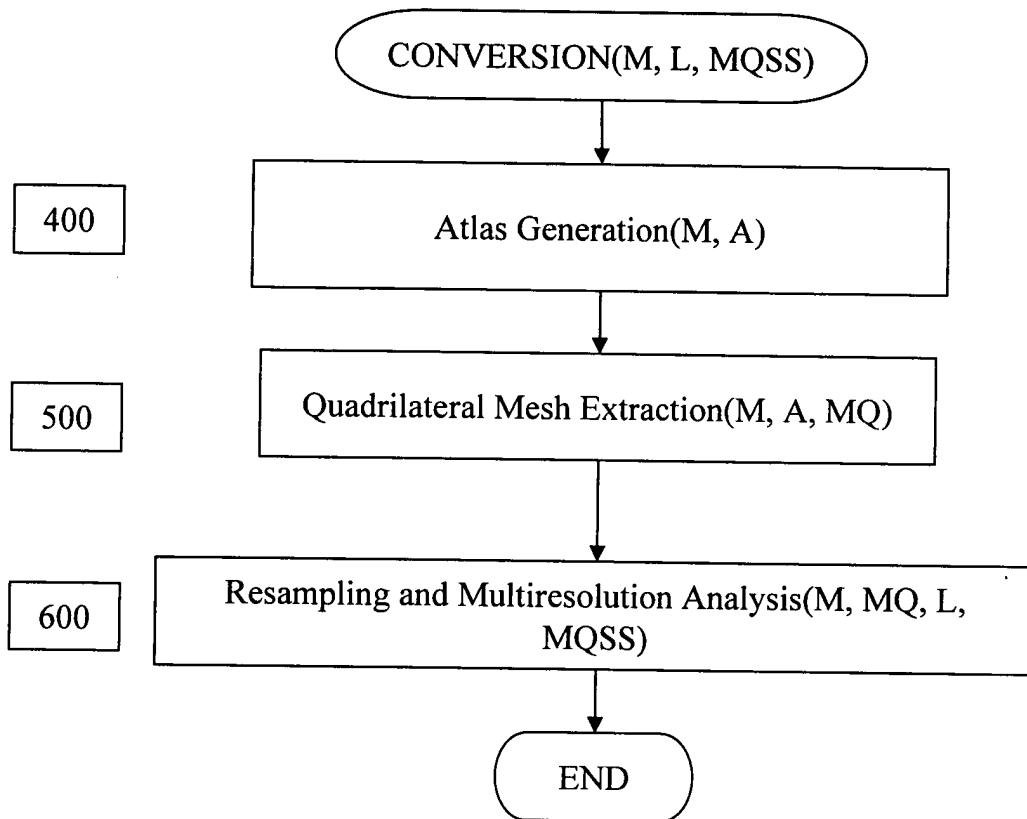 CONVERSION(M, L, MQSS)
400
Atlas Generation(M, A)
500
Quadrilateral Mesh Extraction(M, A, MQ)
600
Resampling and Multiresolution Analysis(M, MQ, L,
MQSS)
END